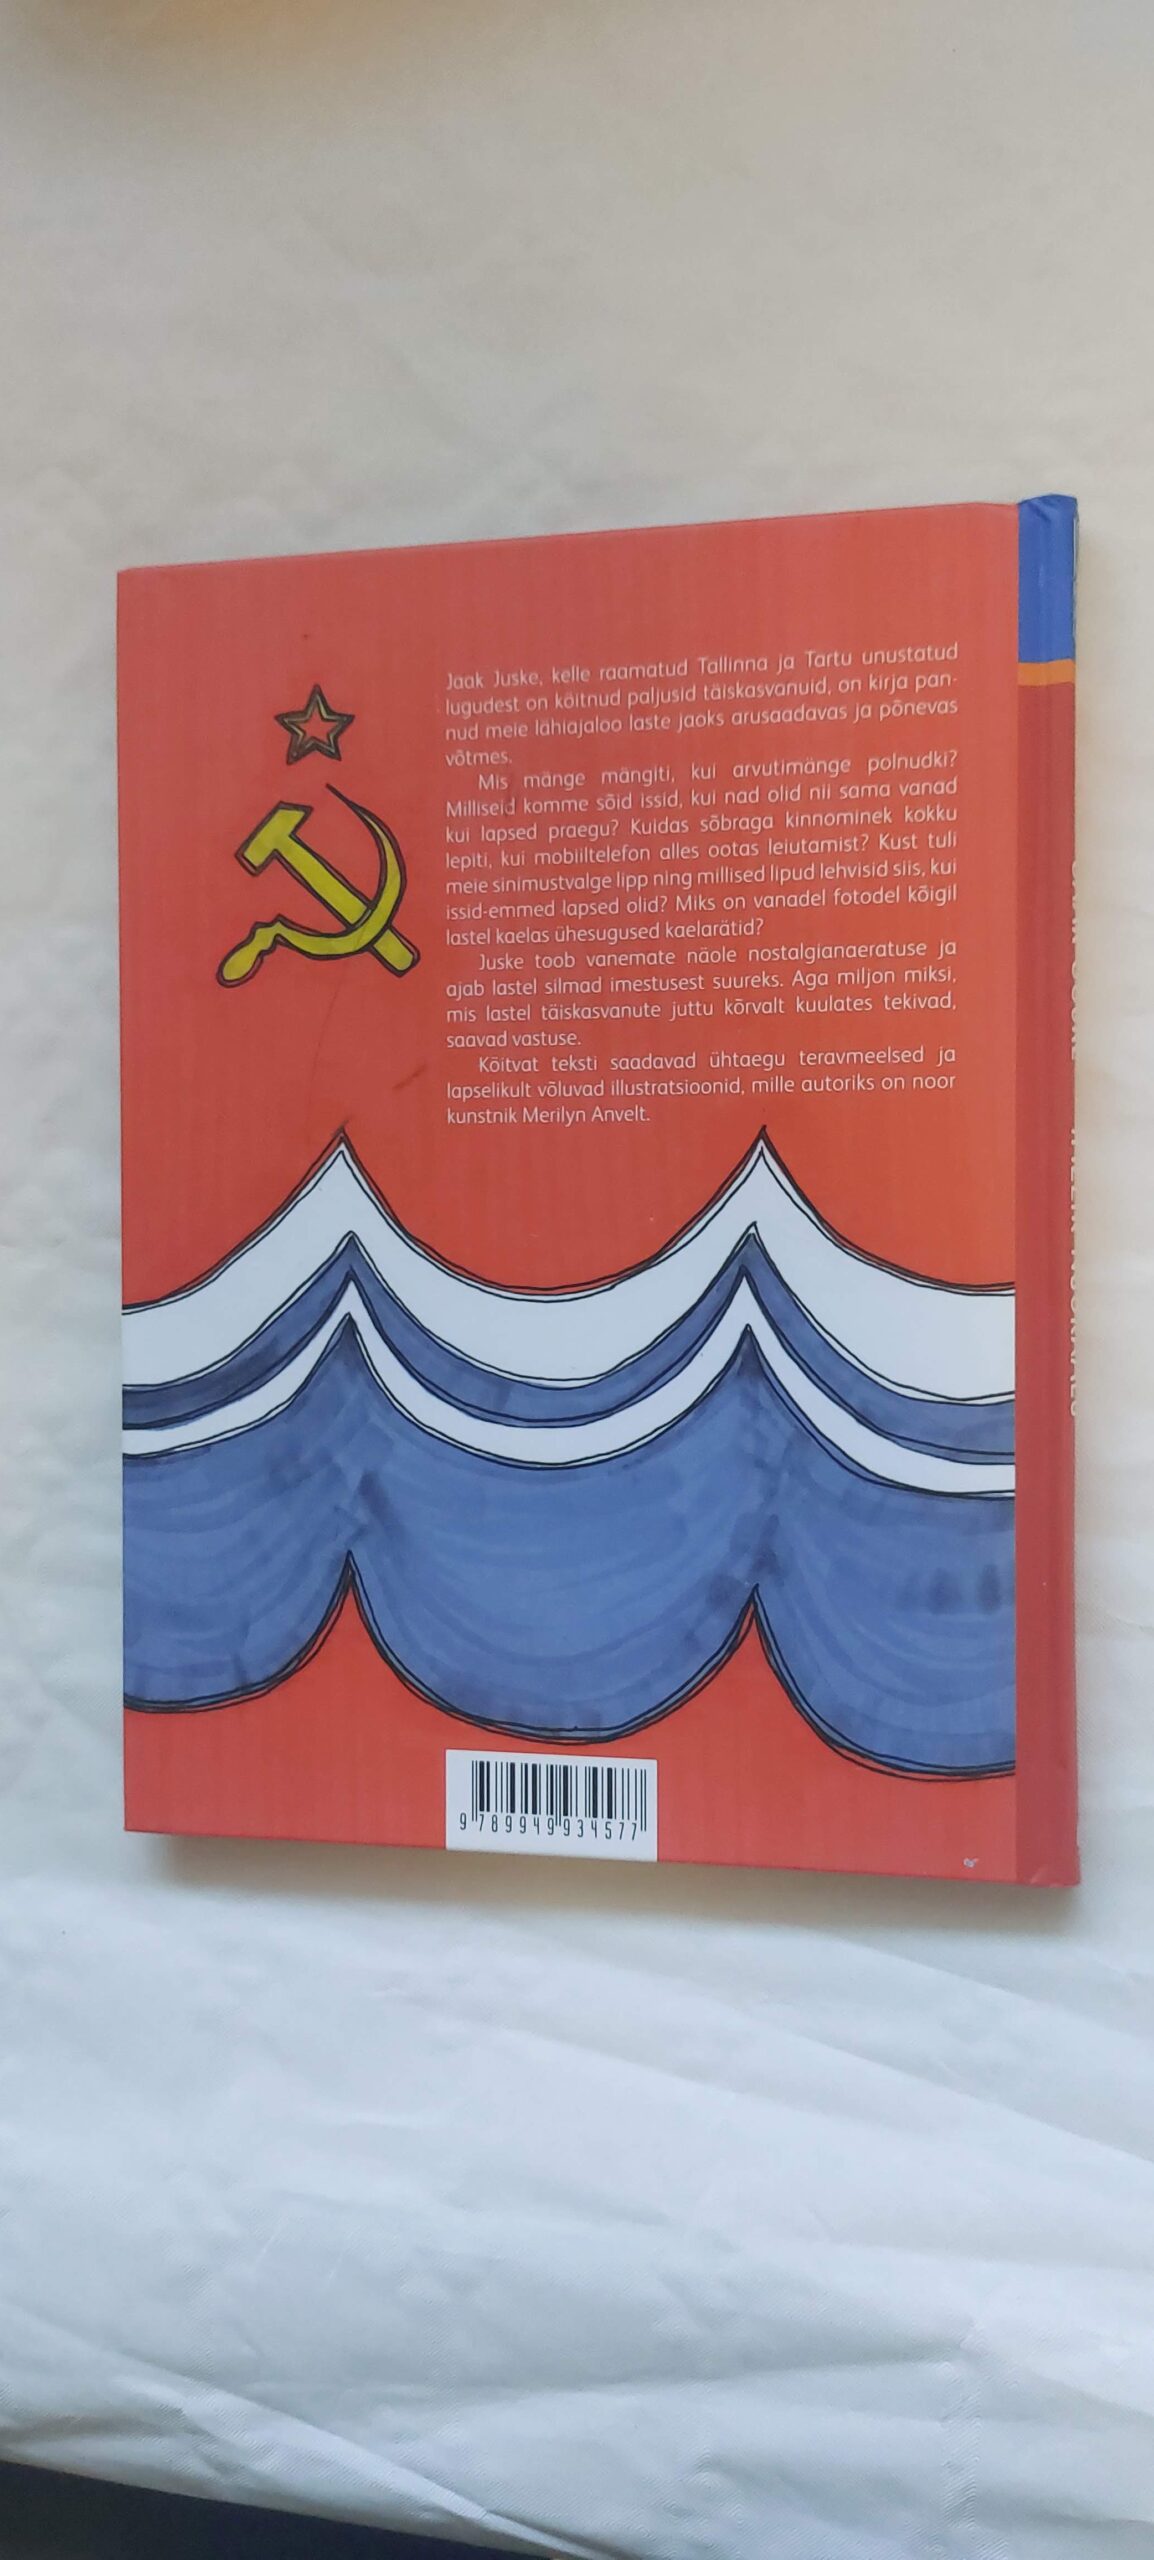 Jaak Juske, kelle raamatud Tallinna ja Tartu unustatud
lugudest on köitnud paljusid täiskasvanuid, on kirja pan-
nud meie lähiajaloo laste jaoks arusaadavas ja põnevas
võtmes.
Mis mänge mängiti, kui arvutimänge polnudki?
Milliseid komme sõid issid, kui nad olid nii sama vanad
kui lapsed praegu? Kuidas sõbraga kinnominek kokku
lepiti, kui mobiiltelefon alles ootas leiutamist? Kust tuli
meie sinimustvalge lipp ning millised lipud lehvisid siis, kui
issid-emmed lapsed olid? Miks on vanadel fotodel kõigil
lastel kaelas ühesugused kaelarätid?
Juske toob vanemate näole nostalgianaeratuse ja
ajab lastel silmad imestusest suureks. Aga miljon miksi,
mis lastel täiskasvanute juttu kõrvalt kuulates tekivad,
saavad vastuse.
Köitvat teksti saadavad ühtaegu teravmeelsed ja
lapselikult võluvad illustratsioonid, mille autoriks on noor
kunstnik Merilyn Anvelt.
9 789949 934577